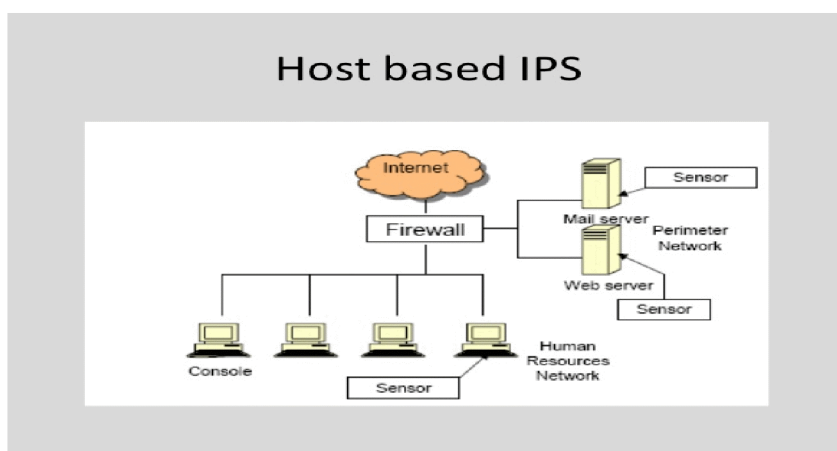 Host based IPS
Internet
Sensor
Firewall
Mail server
Perimeter
Network
Web server
Sensor
Console
Human
Resources
Network
Sensor